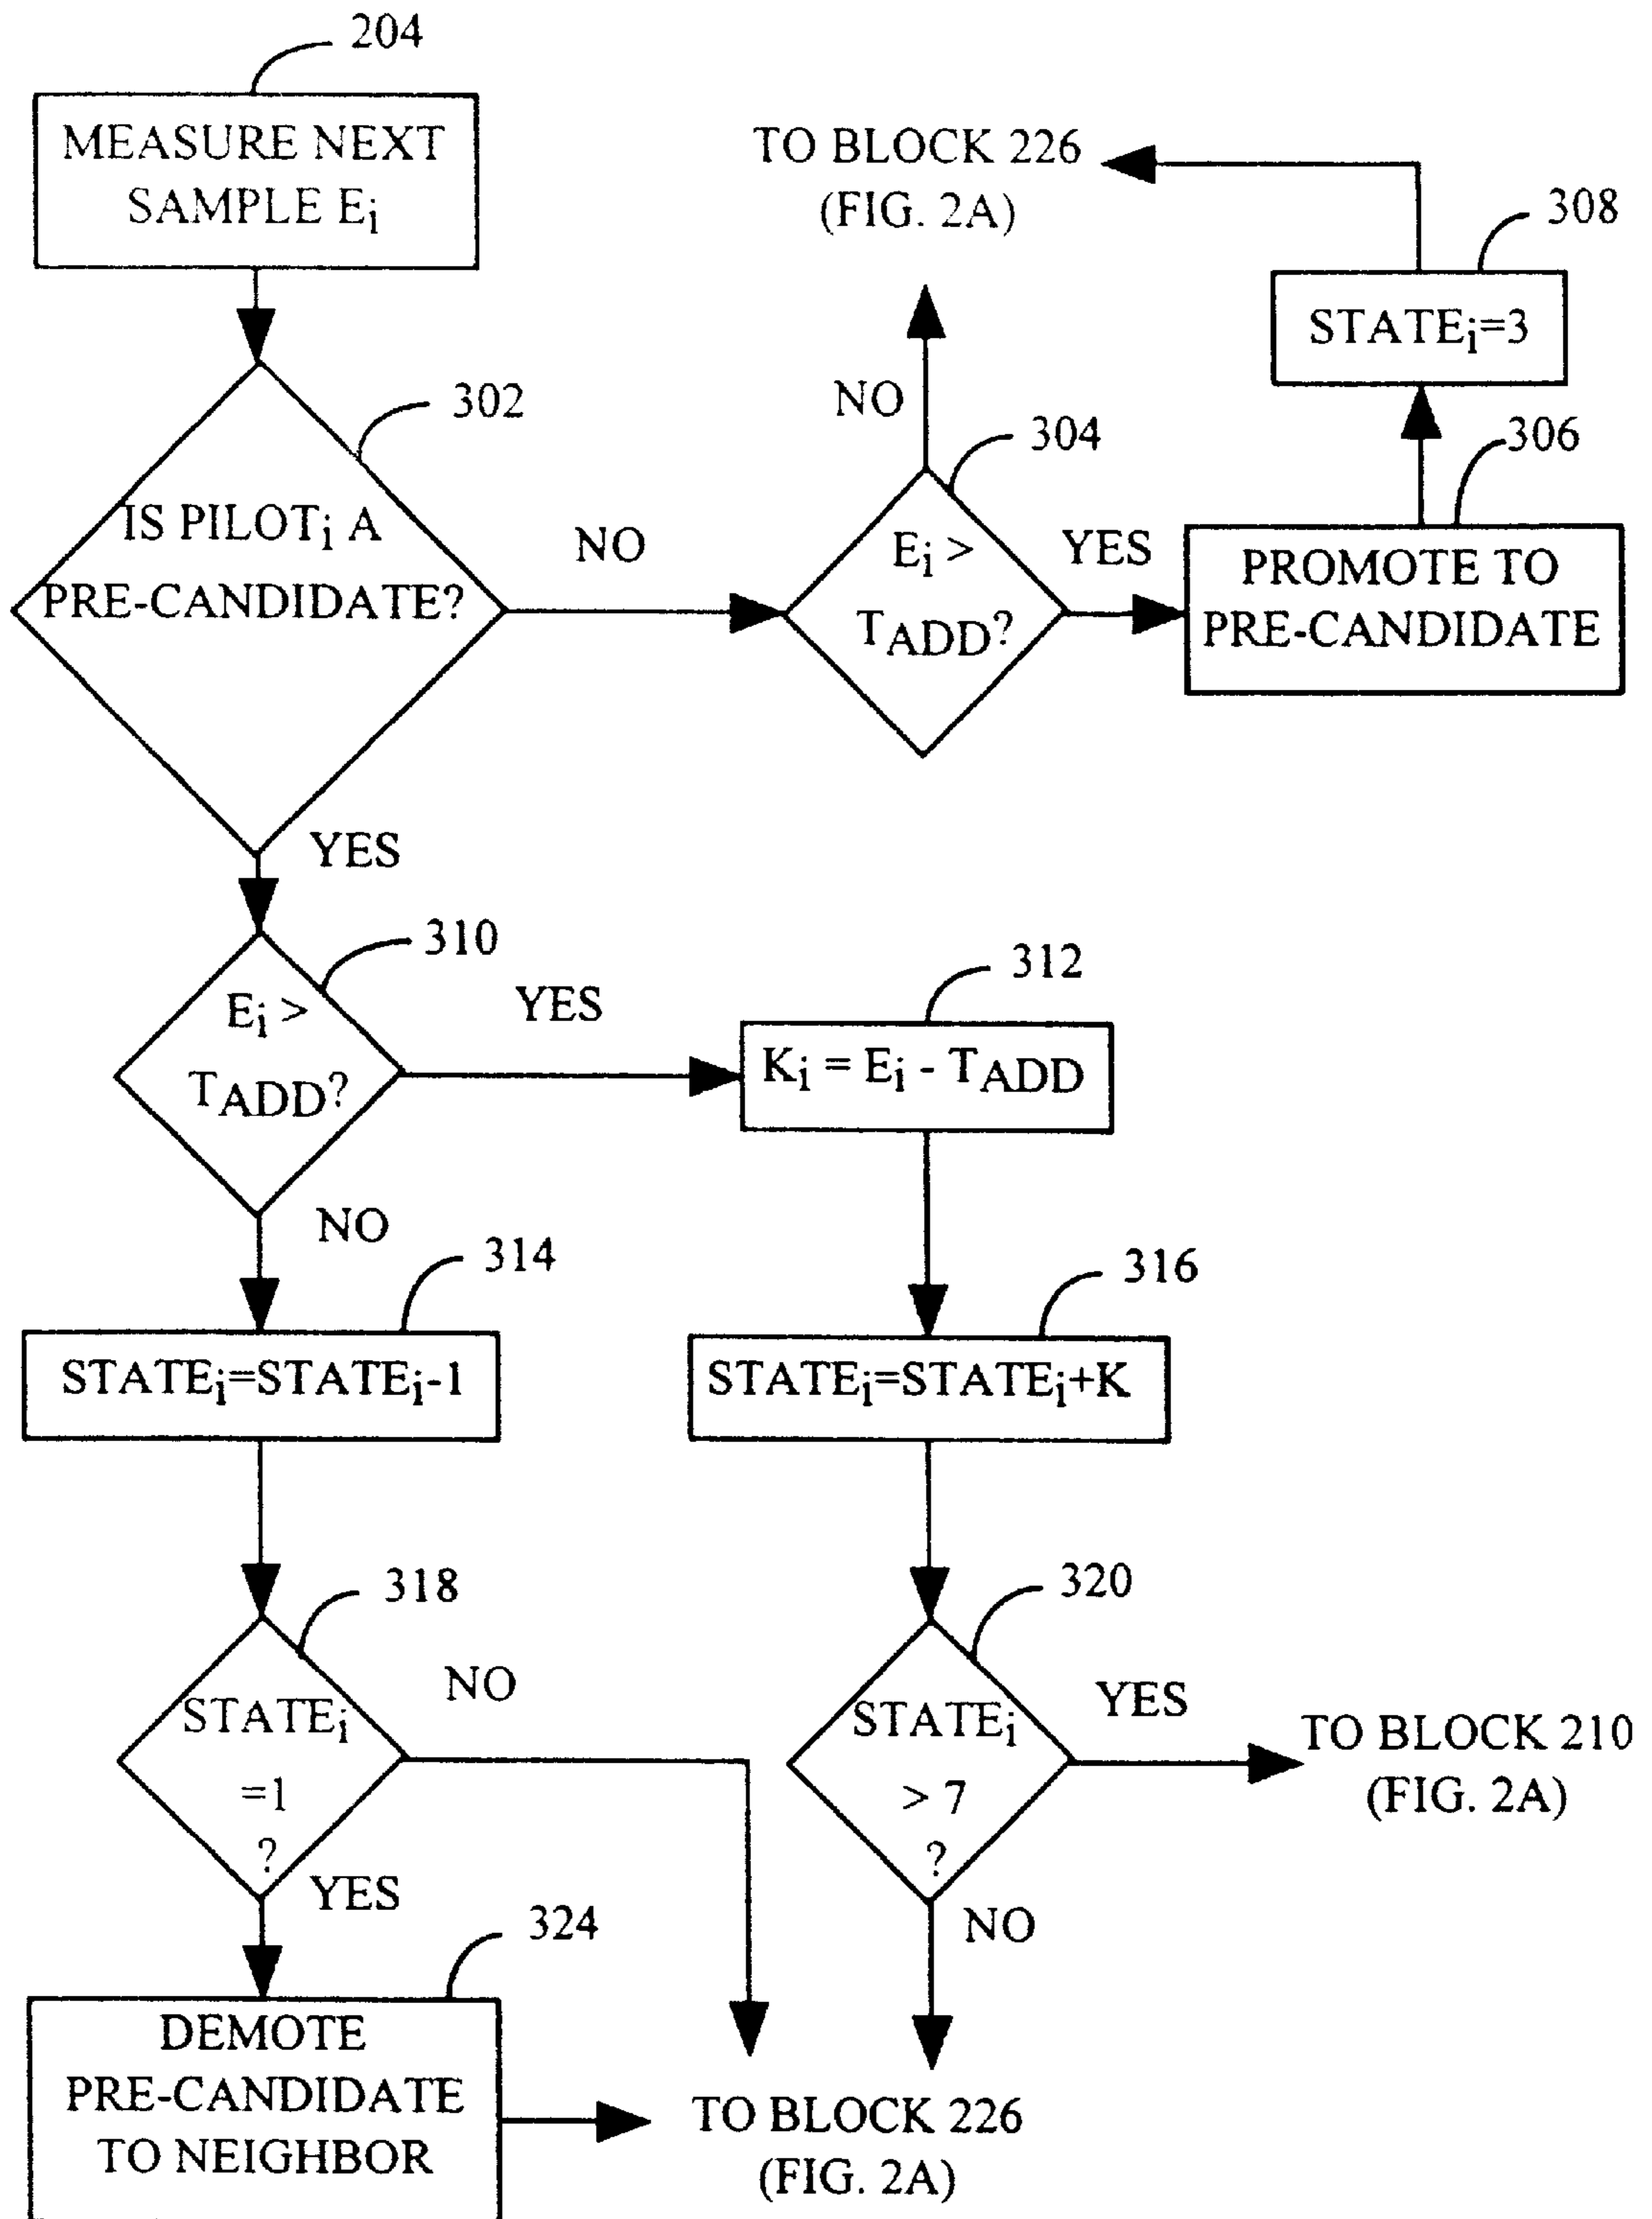 204
MEASURE NEXT
SAMPLE Ei
TO BLOCK 226
(FIG. 2A)
308
STATEi=3
302
NO
304
306
IS PILOTi A
PRE-CANDIDATE?
NO
Ei >
TADD?
YES
PROMOTE TO
PRE-CANDIDATE
YES
310
Ei >
TADD?
YES
312
Ki = Ei - TADD
NO
314
STATEi=STATEi-1
316
STATEi=STATEi+K
318
STATEi
=1
?
NO
320
STATEi
> 7
?
YES
TO BLOCK 210
(FIG. 2A)
YES
NO
324
DEMOTE
PRE-CANDIDATE
TO NEIGHBOR
TO BLOCK 226
(FIG. 2A)